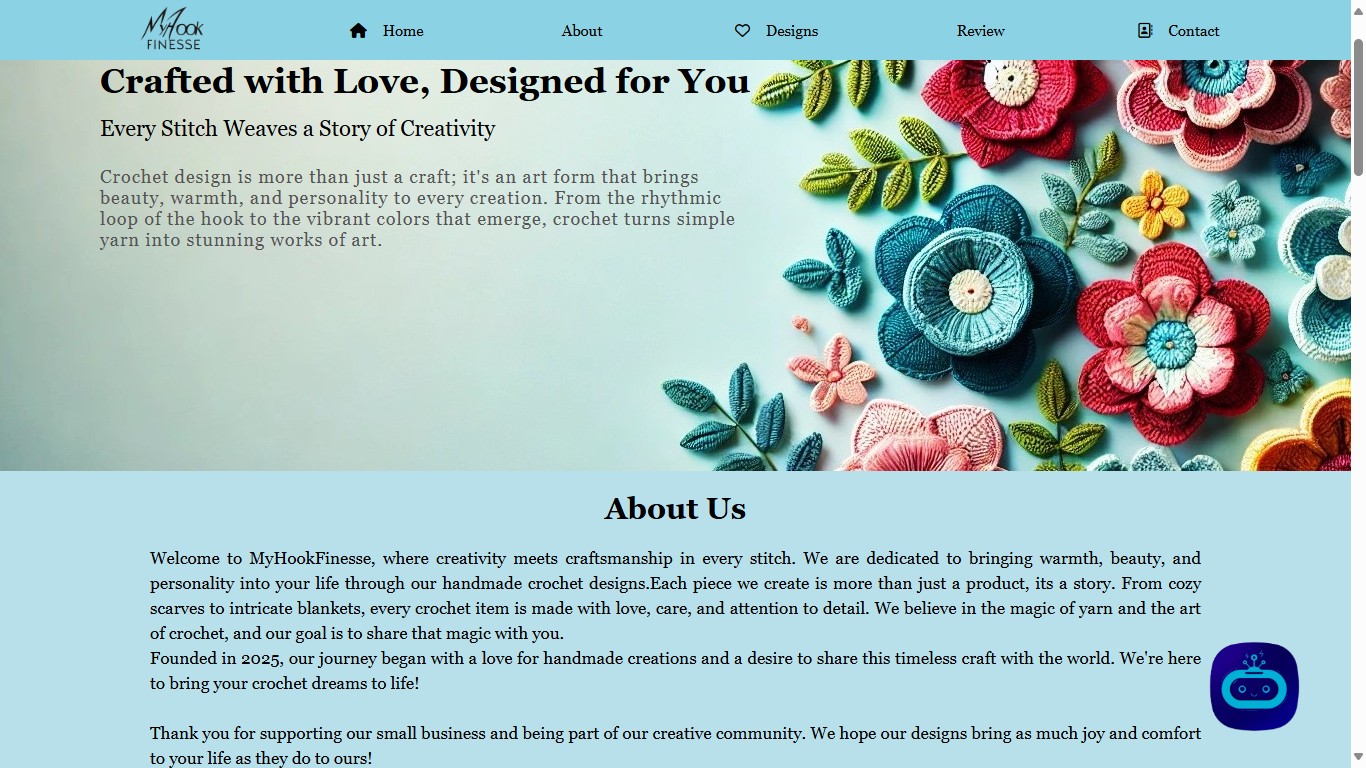 MyHook
FINESSE
Home
About
Designs
Review
Contact
Crafted with Love, Designed for You
Every Stitch Weaves a Story of Creativity
Crochet design is more than just a craft; it's an art form that brings
beauty, warmth, and personality to every creation. From the rhythmic
loop of the hook to the vibrant colors that emerge, crochet turns simple
yarn into stunning works of art.
About Us
Welcome to MyHookFinesse, where creativity meets craftsmanship in every stitch. We are dedicated to bringing warmth, beauty, and
personality into your life through our handmade crochet designs.Each piece we create is more than just a product, its a story. From cozy
scarves to intricate blankets, every crochet item is made with love, care, and attention to detail. We believe in the magic of yarn and the art
of crochet, and our goal is to share that magic with you.
Founded in 2025, our journey began with a love for handmade creations and a desire to share this timeless craft with the world. We're here
to bring your crochet dreams to life!
Thank you for supporting our small business and being part of our creative community. We hope our designs bring as much joy and comfort
to your life as they do to ours!